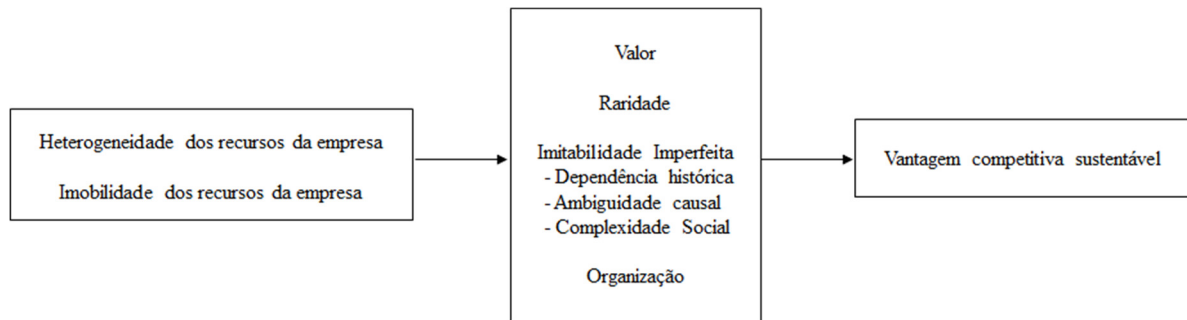 Heterogeneidade dos recursos da empresa
Imobilidade dos recursos da empresa
Valor
Raridade
Imitabilidade Imperfeita
- Dependência histórica
- Ambiguidade causal
- Complexidade Social
Organização
Vantagem competitiva sustentável